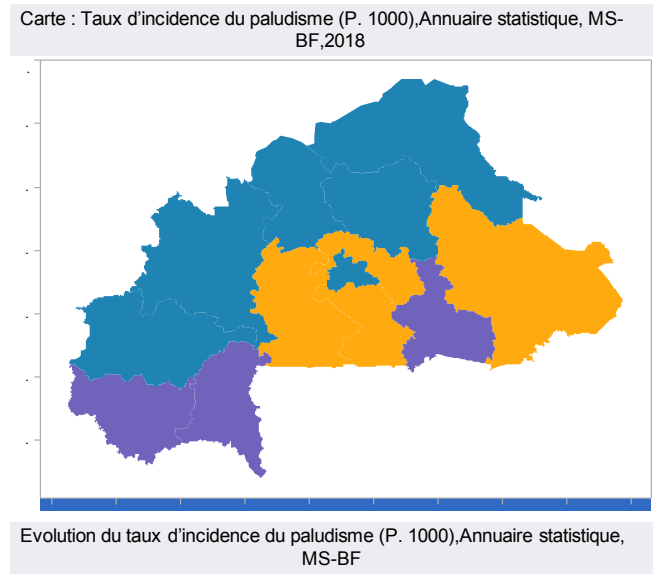 Carte : Taux d’incidence du paludisme (P. 1000),Annuaire statistique, MS-
BF,2018
Evolution du taux d’incidence du paludisme (P. 1000),Annuaire statistique,
MS-BF